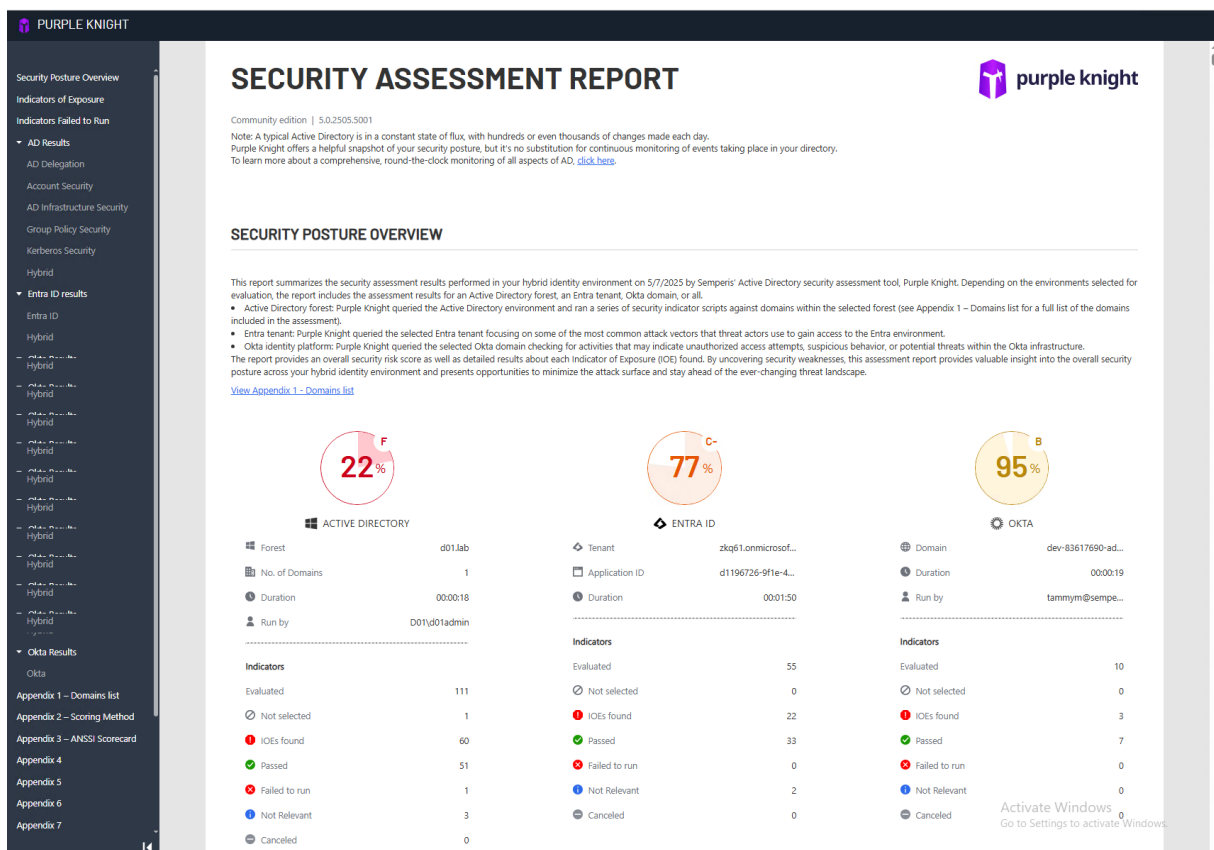 PURPLE KNIGHT
Security Posture Overview
Indicators of Exposure
Indicators Failed to Run
AD Results
AD Delegation
Account Security
AD Infrastructure Security
Group Policy Security
Kerberos Security
Hybrid
Entra ID results
Entra ID
Hybrid
Hybrid
Hybrid
Hybrid
Hybrid
Hybrid
Hybrid
Hybrid
Hybrid
Hybrid
Hybrid
Okta Results
Okta
Appendix 1 – Domains list
Appendix 2 – Scoring Method
Appendix 3 – ANSSI Scorecard
Appendix 4
Appendix 5
Appendix 6
Appendix 7
SECURITY ASSESSMENT REPORT
purple knight
Community edition | 5.0.2505.5001
Note: A typical Active Directory is in a constant state of flux, with hundreds or even thousands of changes made each day.
Purple Knight offers a helpful snapshot of your security posture, but it's no substitution for continuous monitoring of events taking place in your directory.
To learn more about a comprehensive, round-the-clock monitoring of all aspects of AD, click here.
SECURITY POSTURE OVERVIEW
This report summarizes the security assessment results performed in your hybrid identity environment on 5/7/2025 by Semperis' Active Directory security assessment tool, Purple Knight. Depending on the environments selected for
evaluation, the report includes the assessment results for an Active Directory forest, an Entra tenant, Okta domain, or all.
• Active Directory forest: Purple Knight queried the Active Directory environment and ran a series of security indicator scripts against domains within the selected forest (see Appendix 1 – Domains list for a full list of the domains
included in the assessment).
• Entra tenant: Purple Knight queried the selected Entra tenant focusing on some of the most common attack vectors that threat actors use to gain access to the Entra environment.
• Okta identity platform: Purple Knight queried the selected Okta domain checking for activities that may indicate unauthorized access attempts, suspicious behavior, or potential threats within the Okta infrastructure.
The report provides an overall security risk score as well as detailed results about each Indicator of Exposure (IOE) found. By uncovering security weaknesses, this assessment report provides valuable insight into the overall security
posture across your hybrid identity environment and presents opportunities to minimize the attack surface and stay ahead of the ever-changing threat landscape.
View Appendix 1 - Domains list
F
22%
ACTIVE DIRECTORY
Forest d01.lab
No. of Domains 1
Duration 00:00:18
Run by D01\d01admin
Indicators
Evaluated 111
Not selected 1
IOEs found 60
Passed 51
Failed to run 1
Not Relevant 3
Canceled 0
C-
77%
ENTRA ID
Tenant zkq61.onmicrosof...
Application ID d1196726-9f1e-4...
Duration 00:01:50
Indicators
Evaluated 55
Not selected 0
IOEs found 22
Passed 33
Failed to run 0
Not Relevant 2
Canceled 0
B
95%
OKTA
Domain dev-83617690-ad...
Duration 00:00:19
Run by tammym@sempe...
Indicators
Evaluated 10
Not selected 0
IOEs found 3
Passed 7
Failed to run 0
Not Relevant 0
Canceled 0
Activate Windows
Go to Settings to activate Windows.